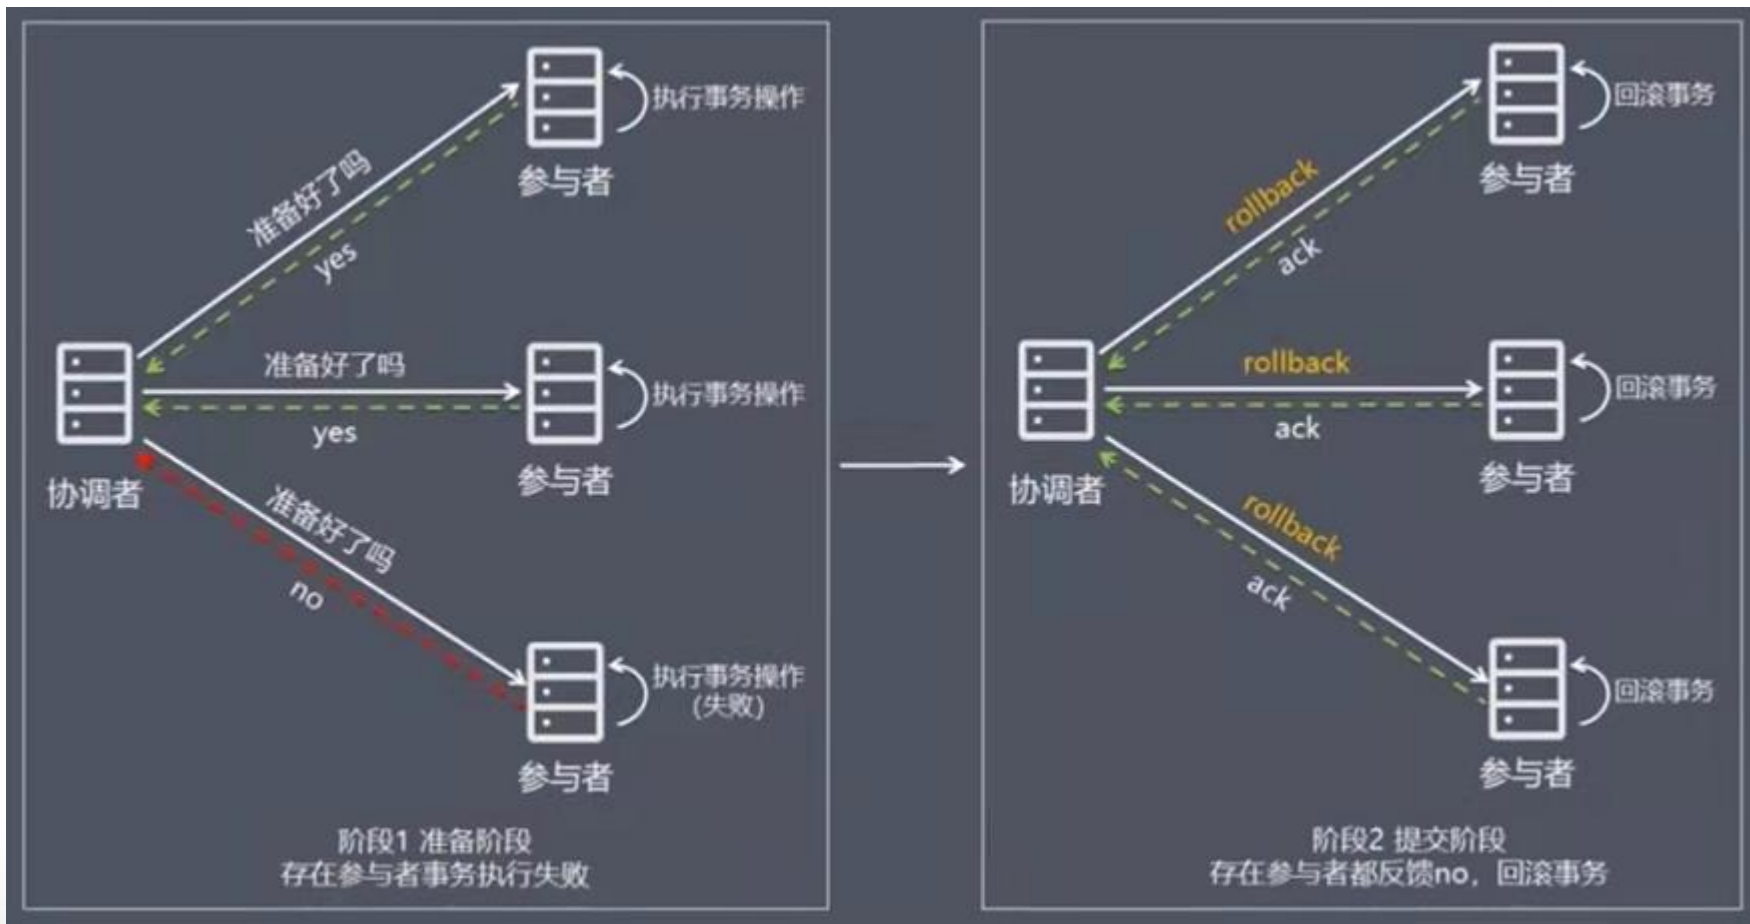 执行事务操作
参与者
准备好了吗
yes
准备好了吗
yes
执行事务操作
参与者
协调者
准备好了吗
no
执行事务操作
(失败)
参与者
阶段1 准备阶段
存在参与者事务执行失败
回滚事务
参与者
rollback
ack
rollback
ack
回滚事务
参与者
协调者
rollback
ack
回滚事务
参与者
阶段2 提交阶段
存在参与者都反馈no，回滚事务